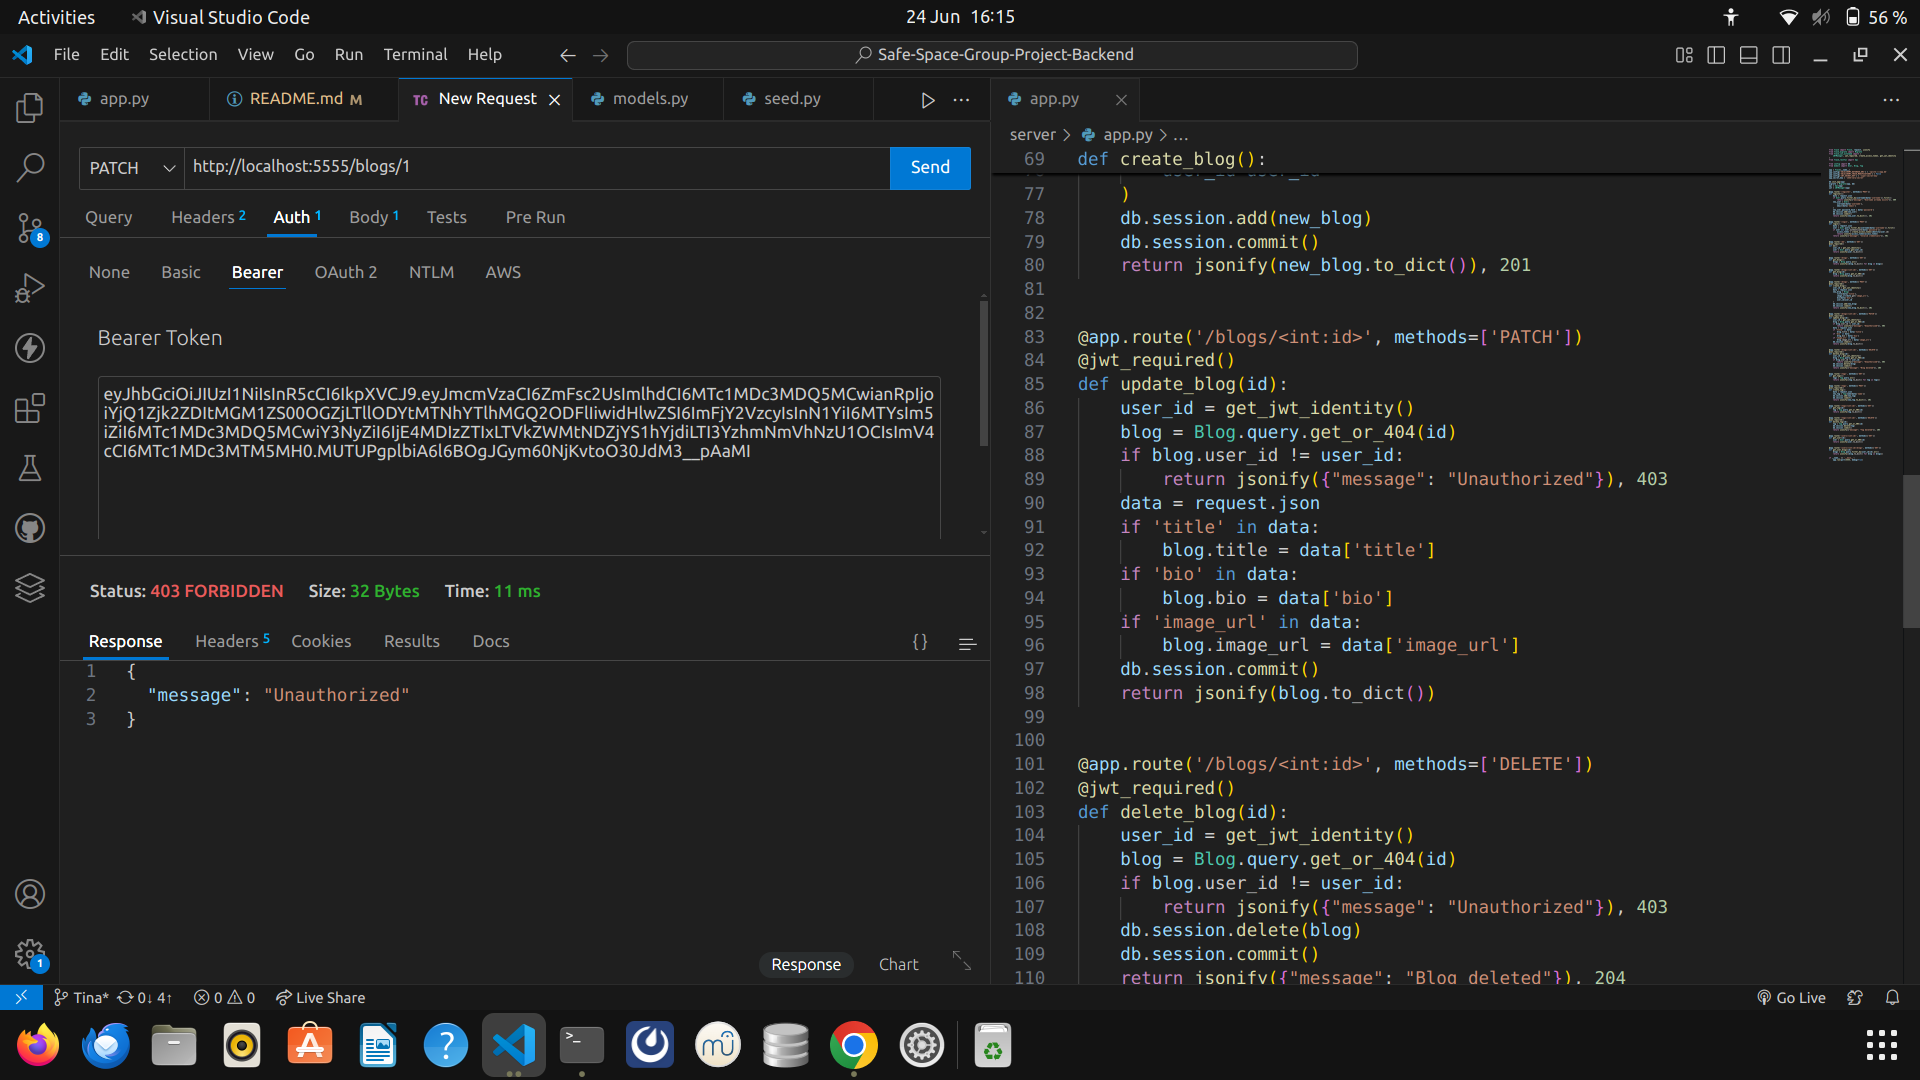 Activities
Visual Studio Code
24 Jun 16:15
56 %
File Edit Selection View Go Run Terminal Help
Safe-Space-Group-Project-Backend
app.py
README.md M
TC New Request
models.py
seed.py
app.py
server > app.py > ...
PATCH
http://localhost:5555/blogs/1
Send
Query
Headers 2
Auth 1
Body 1
Tests
Pre Run
None
Basic
Bearer
OAuth 2
NTLM
AWS
Bearer Token
Status: 403 FORBIDDEN
Size: 32 Bytes
Time: 11 ms
Response
Headers 5
Cookies
Results
Docs
{}
1 {
2 "message": "Unauthorized"
3 }
Response
Chart
69 def create_blog():
77 )
78 db.session.add(new_blog)
79 db.session.commit()
80 return jsonify(new_blog.to_dict()), 201
81
82
83 @app.route('/blogs/<int:id>', methods=['PATCH'])
84 @jwt_required()
85 def update_blog(id):
86 user_id = get_jwt_identity()
87 blog = Blog.query.get_or_404(id)
88 if blog.user_id != user_id:
89 return jsonify({"message": "Unauthorized"}), 403
90 data = request.json
91 if 'title' in data:
92 blog.title = data['title']
93 if 'bio' in data:
94 blog.bio = data['bio']
95 if 'image_url' in data:
96 blog.image_url = data['image_url']
97 db.session.commit()
98 return jsonify(blog.to_dict())
99
100
101 @app.route('/blogs/<int:id>', methods=['DELETE'])
102 @jwt_required()
103 def delete_blog(id):
104 user_id = get_jwt_identity()
105 blog = Blog.query.get_or_404(id)
106 if blog.user_id != user_id:
107 return jsonify({"message": "Unauthorized"}), 403
108 db.session.delete(blog)
109 db.session.commit()
110 return jsonify({"message": "Blog deleted"}), 204
8
1
Tina*
0↓ 4↑
0
0
Live Share
Go Live